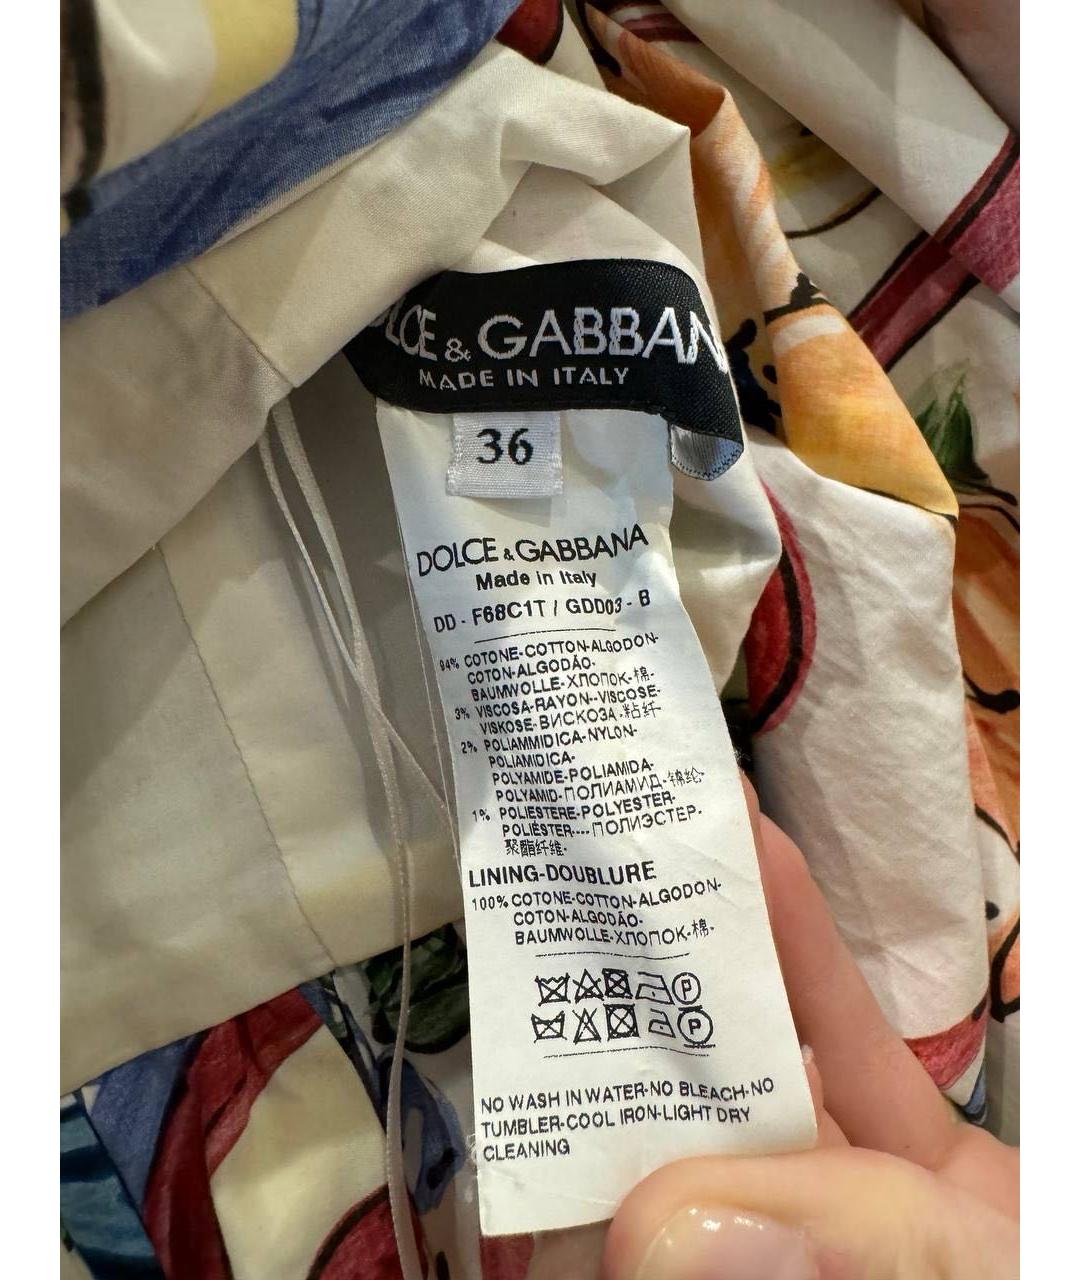 LCE & GABBAN
MADE IN ITALY
36
DOLCE & GABBANA
Made in Italy
DD - F68C1T / GDD03 - B
94% COTONE-COTTON-ALGODON-
COTON-ALGODÃO-
BAUMWOLLE-ХЛОПОК-棉-
3% VISCOSA-RAYON--VISCOSE-
VISKOSE-ВИСКОЗА-粘纤
2% POLIAMMIDICA-NYLON-
POLIAMIDICA-
POLYAMIDE-POLIAMIDA-
POLYAMID-ПОЛИАМИД-锦纶-
1% POLIESTERE-POLYESTER-
POLIÉSTER----ПОЛИЭСТЕР-
聚酯纤维-
LINING-DOUBLURE
100% COTONE-COTTON-ALGODON-
COTON-ALGODÃO-
BAUMWOLLE-ХЛОПОК-棉-
P
P
NO WASH IN WATER-NO BLEACH-NO
TUMBLER-COOL IRON-LIGHT DRY
CLEANING